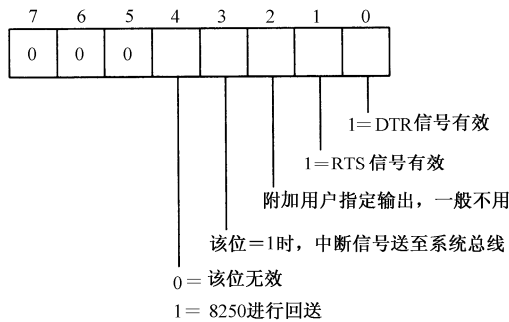 7 6 5 4 3 2 1 0
0 0 0
1=DTR信号有效
1=RTS信号有效
附加用户指定输出，一般不用
该位=1时，中断信号送至系统总线
0=该位无效
1= 8250进行回送